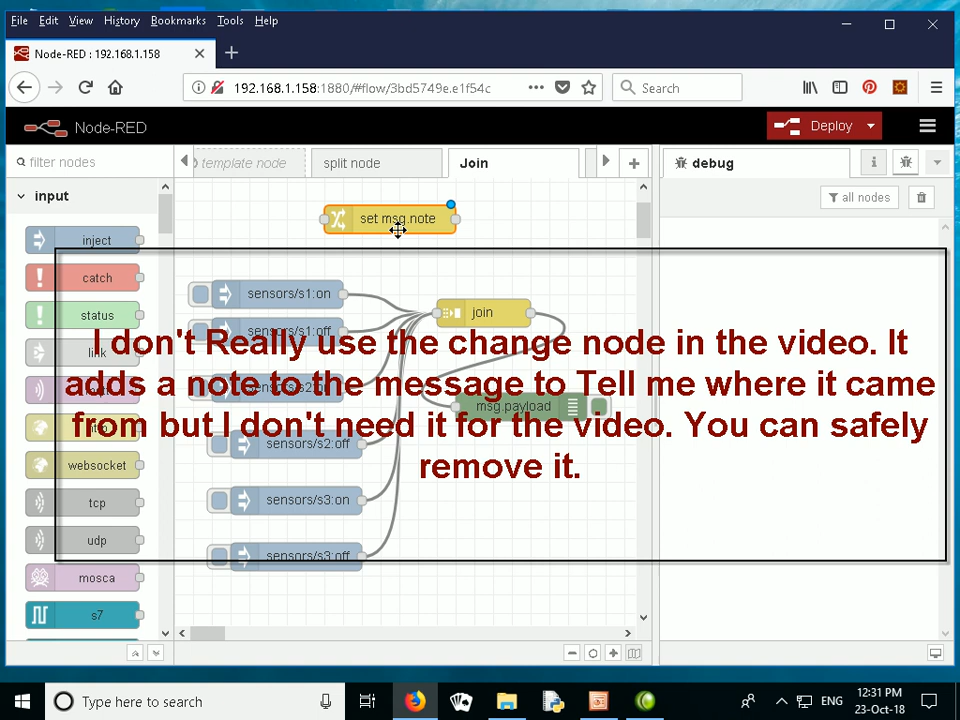 File Edit View History Bookmarks Tools Help
Node-RED : 192.168.1.158
192.168.1.158:1880/#flow/3bd5749e.e1f54c
Search
Node-RED
Deploy
filter nodes
template node
split node
Join
debug
i
input
all nodes
set msg.note
inject
catch
status
link
websocket
tcp
udp
mosca
s7
sensors/s1:on
sensors/s1:off
sensors/s2:on
sensors/s2:off
sensors/s3:on
sensors/s3:off
join
msg.payload
I don't Really use the change node in the video. It
adds a note to the message to Tell me where it came
from but I don't need it for the video. You can safely
remove it.
Type here to search
ENG
12:31 PM
23-Oct-18